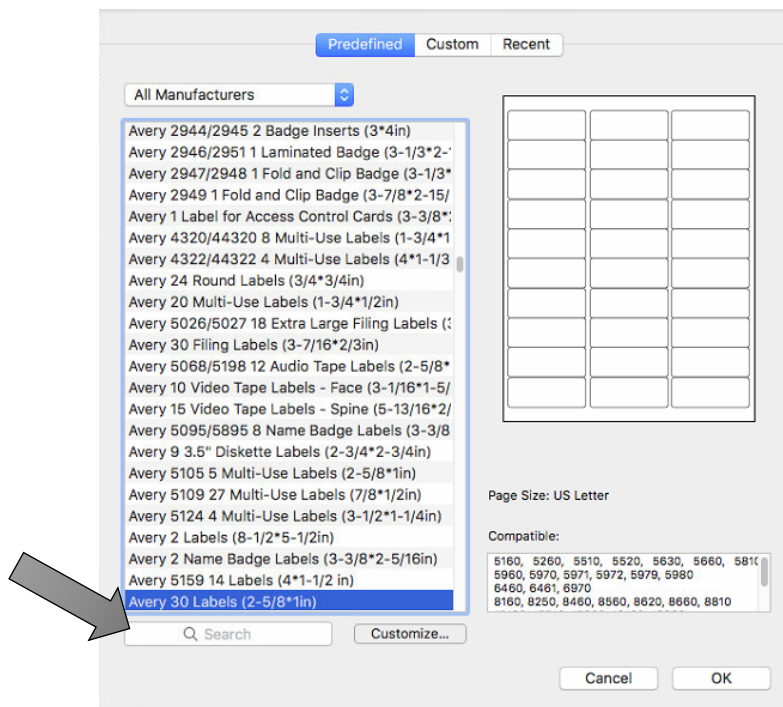 Predefined Custom Recent
All Manufacturers
Avery 2944/2945 2 Badge Inserts (3*4in)
Avery 2946/2951 1 Laminated Badge (3-1/3*2-
Avery 2947/2948 1 Fold and Clip Badge (3-1/3*
Avery 2949 1 Fold and Clip Badge (3-7/8*2-15/
Avery 1 Label for Access Control Cards (3-3/8*
Avery 4320/44320 8 Multi-Use Labels (1-3/4*1
Avery 4322/44322 4 Multi-Use Labels (4*1-1/3
Avery 24 Round Labels (3/4*3/4in)
Avery 20 Multi-Use Labels (1-3/4*1/2in)
Avery 5026/5027 18 Extra Large Filing Labels (
Avery 30 Filing Labels (3-7/16*2/3in)
Avery 5068/5198 12 Audio Tape Labels (2-5/8*
Avery 10 Video Tape Labels - Face (3-1/16*1-5/
Avery 15 Video Tape Labels - Spine (5-13/16*2/
Avery 5095/5895 8 Name Badge Labels (3-3/8
Avery 9 3.5" Diskette Labels (2-3/4*2-3/4in)
Avery 5105 5 Multi-Use Labels (2-5/8*1in)
Avery 5109 27 Multi-Use Labels (7/8*1/2in)
Avery 5124 4 Multi-Use Labels (3-1/2*1-1/4in)
Avery 2 Labels (8-1/2*5-1/2in)
Avery 2 Name Badge Labels (3-3/8*2-5/16in)
Avery 5159 14 Labels (4*1-1/2 in)
Avery 30 Labels (2-5/8*1in)
Search
Customize...
Page Size: US Letter
Compatible:
5160, 5260, 5510, 5520, 5630, 5660, 5810
5960, 5970, 5971, 5972, 5979, 5980
6460, 6461, 6970
8160, 8250, 8460, 8560, 8620, 8660, 8810
Cancel OK